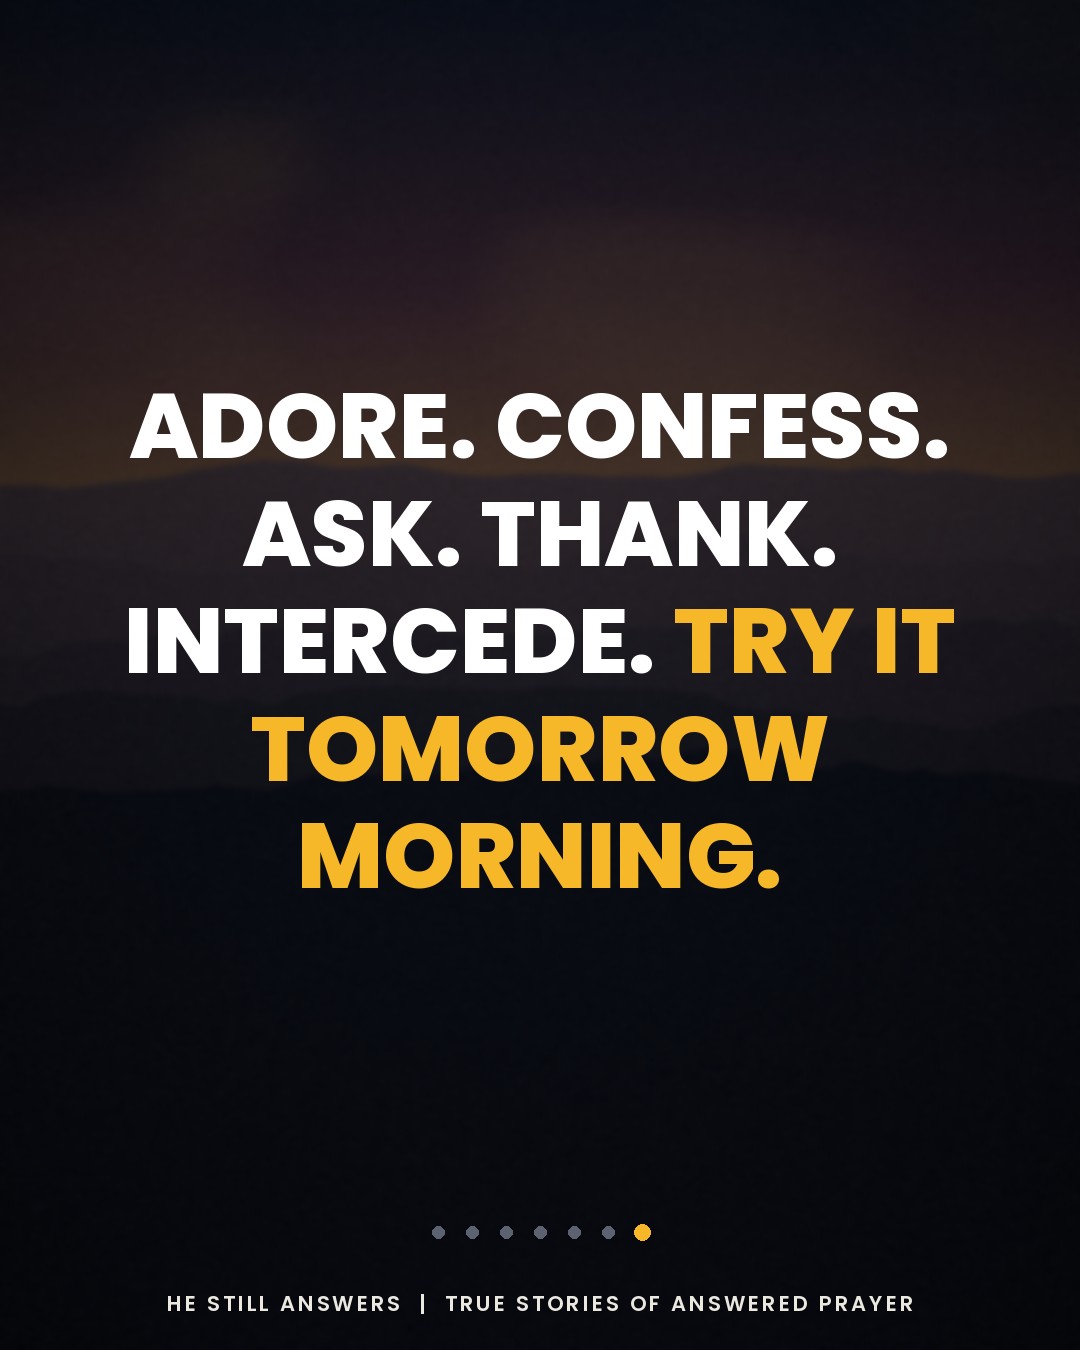 ADORE. CONFESS.
ASK. THANK.
INTERCEDE. TRY IT
TOMORROW
MORNING.
HE STILL ANSWERS | TRUE STORIES OF ANSWERED PRAYER